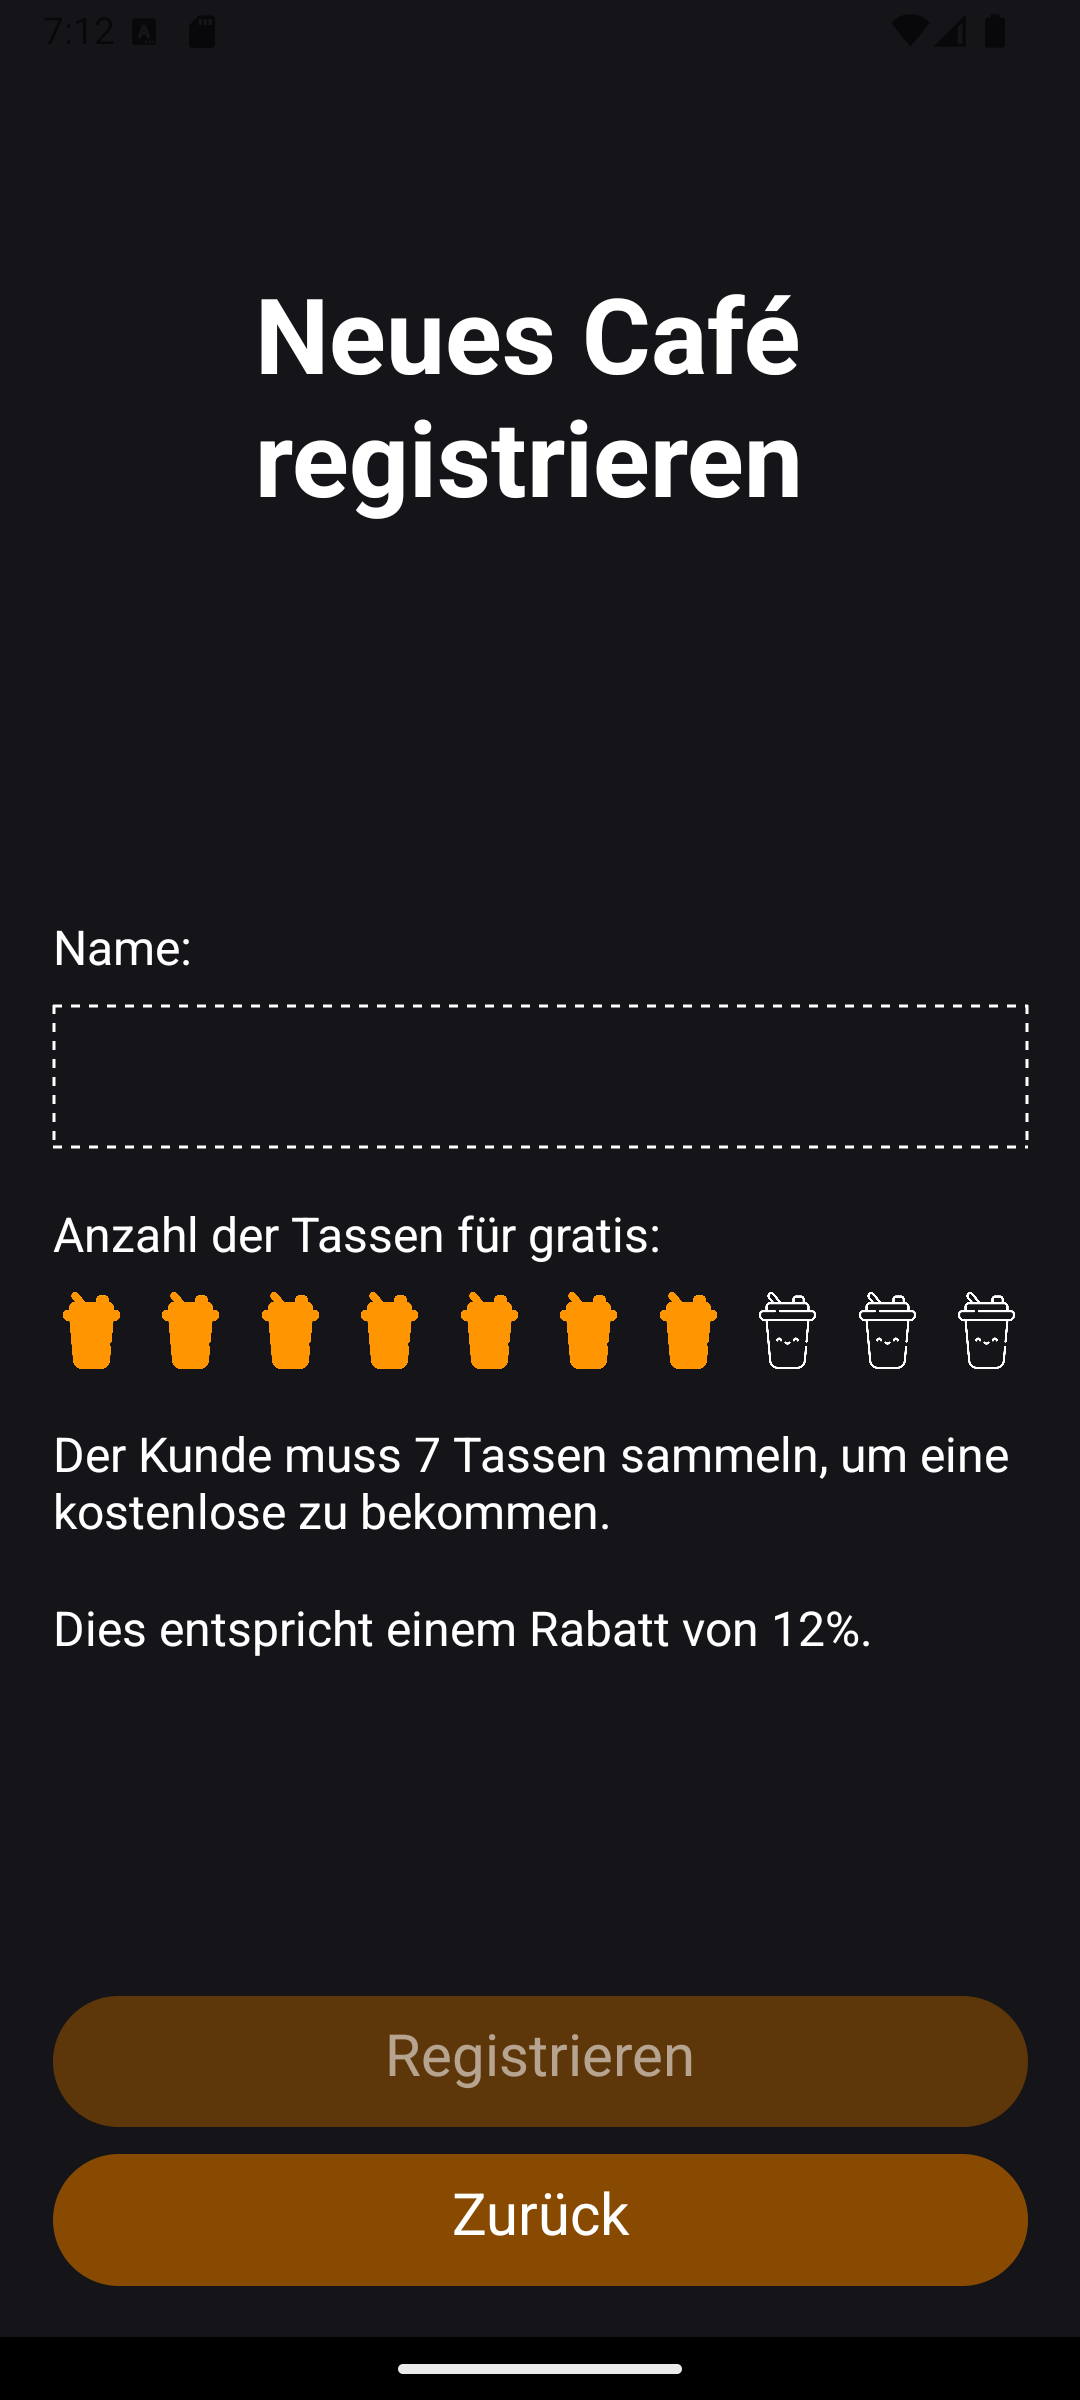 7:12
Neues Café
registrieren
Name:
Anzahl der Tassen für gratis:
Der Kunde muss 7 Tassen sammeln, um eine
kostenlose zu bekommen.
Dies entspricht einem Rabatt von 12%.
Registrieren
Zurück